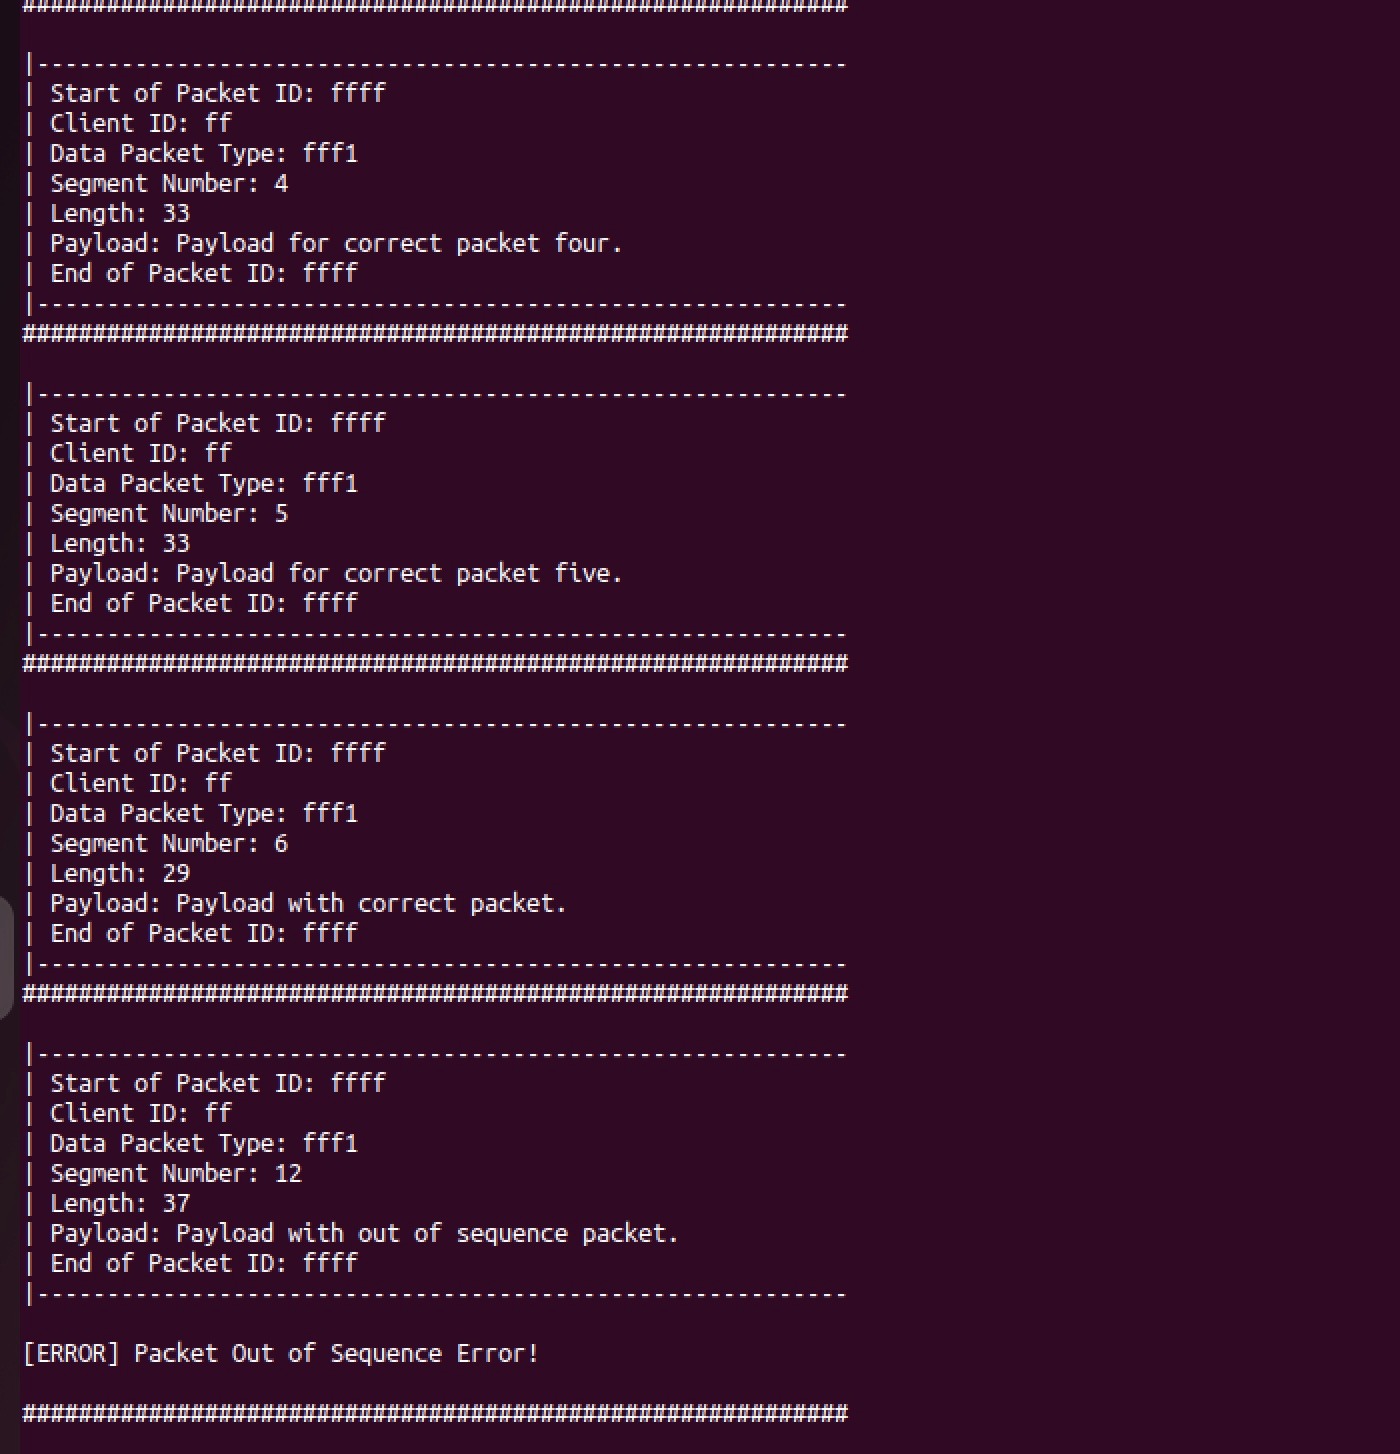 ###########################################################
|----------------------------------------------------------
| Start of Packet ID: ffff
| Client ID: ff
| Data Packet Type: fff1
| Segment Number: 4
| Length: 33
| Payload: Payload for correct packet four.
| End of Packet ID: ffff
|----------------------------------------------------------
###########################################################
|----------------------------------------------------------
| Start of Packet ID: ffff
| Client ID: ff
| Data Packet Type: fff1
| Segment Number: 5
| Length: 33
| Payload: Payload for correct packet five.
| End of Packet ID: ffff
|----------------------------------------------------------
###########################################################
|----------------------------------------------------------
| Start of Packet ID: ffff
| Client ID: ff
| Data Packet Type: fff1
| Segment Number: 6
| Length: 29
| Payload: Payload with correct packet.
| End of Packet ID: ffff
|----------------------------------------------------------
###########################################################
|----------------------------------------------------------
| Start of Packet ID: ffff
| Client ID: ff
| Data Packet Type: fff1
| Segment Number: 12
| Length: 37
| Payload: Payload with out of sequence packet.
| End of Packet ID: ffff
|----------------------------------------------------------
[ERROR] Packet Out of Sequence Error!
###########################################################